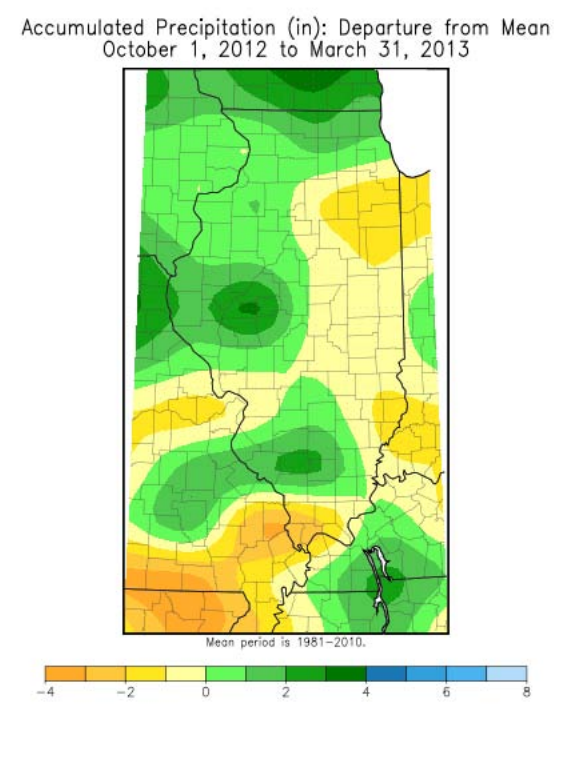 Accumulated Precipitation (in): Departure from Mean
October 1, 2012 to March 31, 2013
Mean period is 1981-2010.
-4 -2 0 2 4 6 8